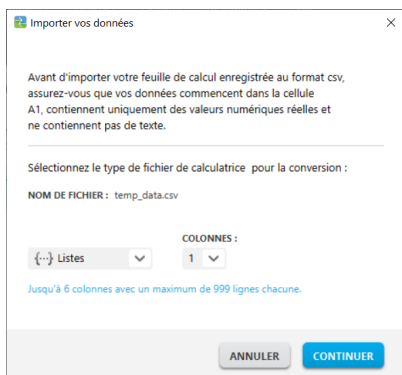 Importer vos données
Avant d'importer votre feuille de calcul enregistrée au format csv,
assurez-vous que vos données commencent dans la cellule
A1, contiennent uniquement des valeurs numériques réelles et
ne contiennent pas de texte.
Sélectionnez le type de fichier de calculatrice pour la conversion :
NOM DE FICHIER : temp_data.csv
COLONNES :
{···} Listes
1
Jusqu'à 6 colonnes avec un maximum de 999 lignes chacune.
ANNULER
CONTINUER